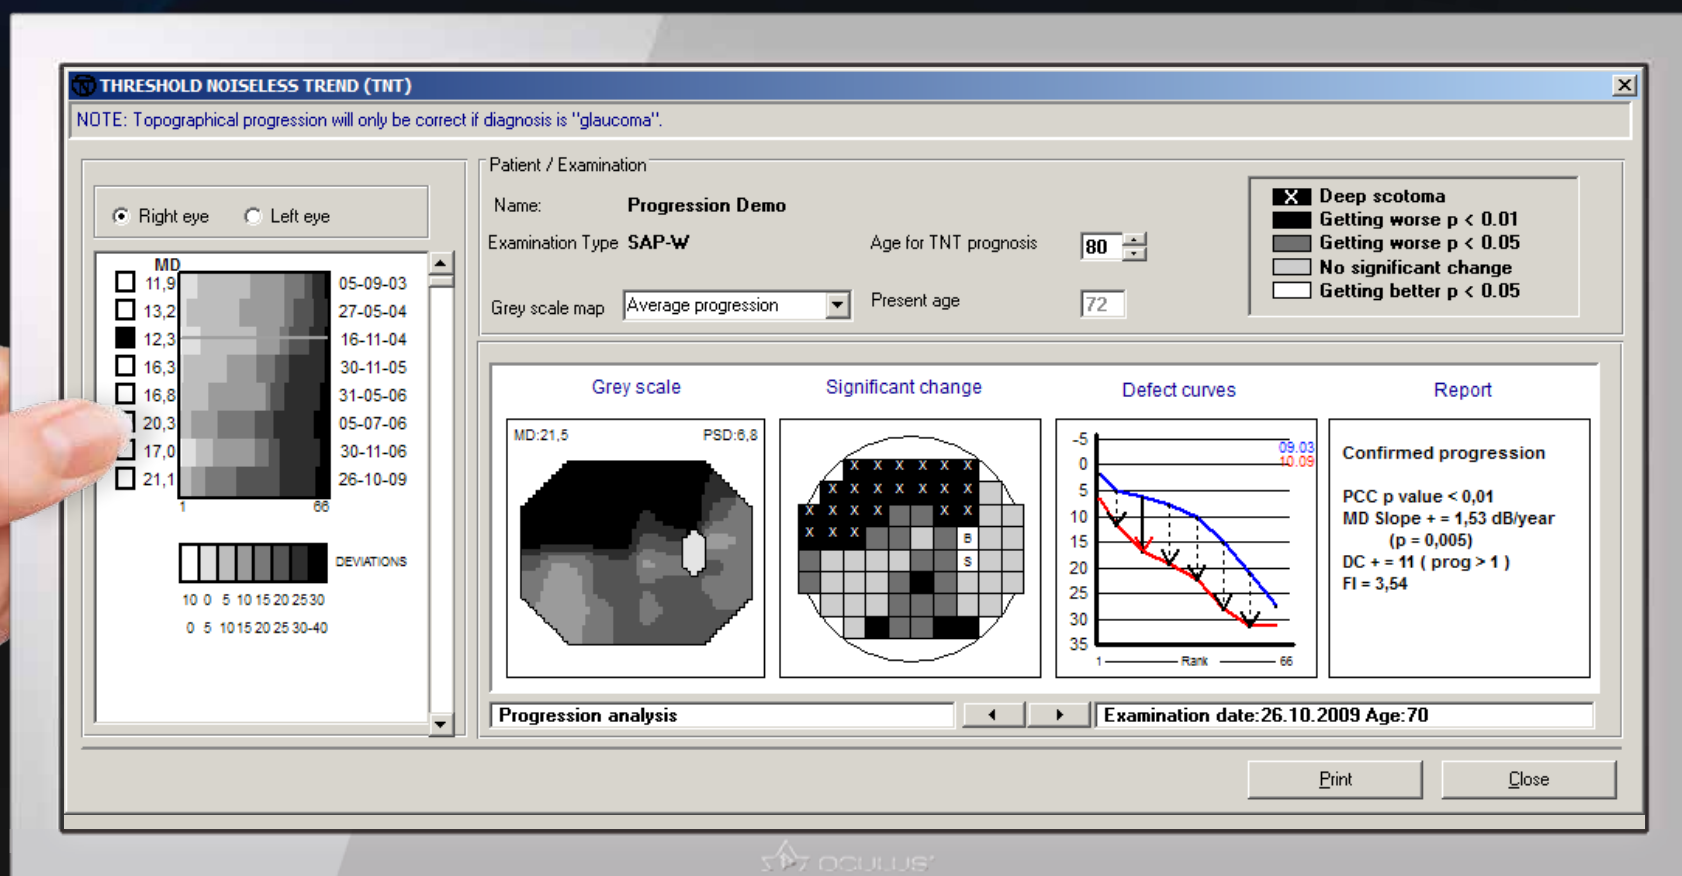 THRESHOLD NOISELESS TREND (TNT)
NOTE: Topographical progression will only be correct if diagnosis is "glaucoma".
Right eye Left eye
MD
11,9 05-09-03
13,2 27-05-04
12,3 16-11-04
16,3 30-11-05
16,8 31-05-06
20,3 05-07-06
17,0 30-11-06
21,1 26-10-09
1 66
DEVIATIONS
10 0 5 10 15 20 25 30
0 5 10 15 20 25 30-40
Patient / Examination
Name: Progression Demo
Examination Type SAP-W
Age for TNT prognosis 80
Grey scale map Average progression
Present age 72
X Deep scotoma
Getting worse p < 0.01
Getting worse p < 0.05
No significant change
Getting better p < 0.05
Grey scale
MD:21,5 PSD:6,8
Significant change
X X X X X X
X X X X X X X
X X X X X X
X X X B
S
Defect curves
09.03
10.09
-5
0
5
10
15
20
25
30
35
1 Rank 66
Report
Confirmed progression
PCC p value < 0,01
MD Slope + = 1,53 dB/year
(p = 0,005)
DC + = 11 ( prog > 1 )
FI = 3,54
Progression analysis
Examination date:26.10.2009 Age:70
Print Close
OCULUS